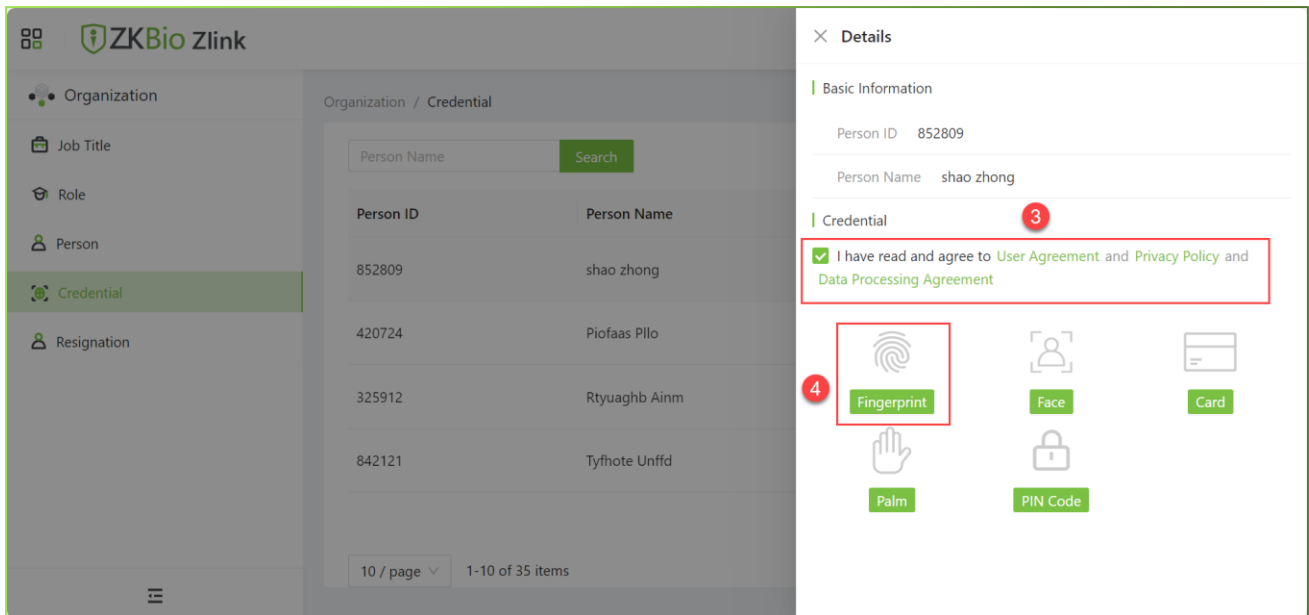 ZKBio Zlink
Organization
Job Title
Role
Person
Credential
Resignation
Organization / Credential
Person Name
Search
Person ID Person Name
852809 shao zhong
420724 Piofaas Pllo
325912 Rtyuaghb Ainm
842121 Tyfhote Unffd
10 / page 1-10 of 35 items
Details
Basic Information
Person ID 852809
Person Name shao zhong
Credential
3
I have read and agree to User Agreement and Privacy Policy and
Data Processing Agreement
4
Fingerprint Face Card
Palm PIN Code